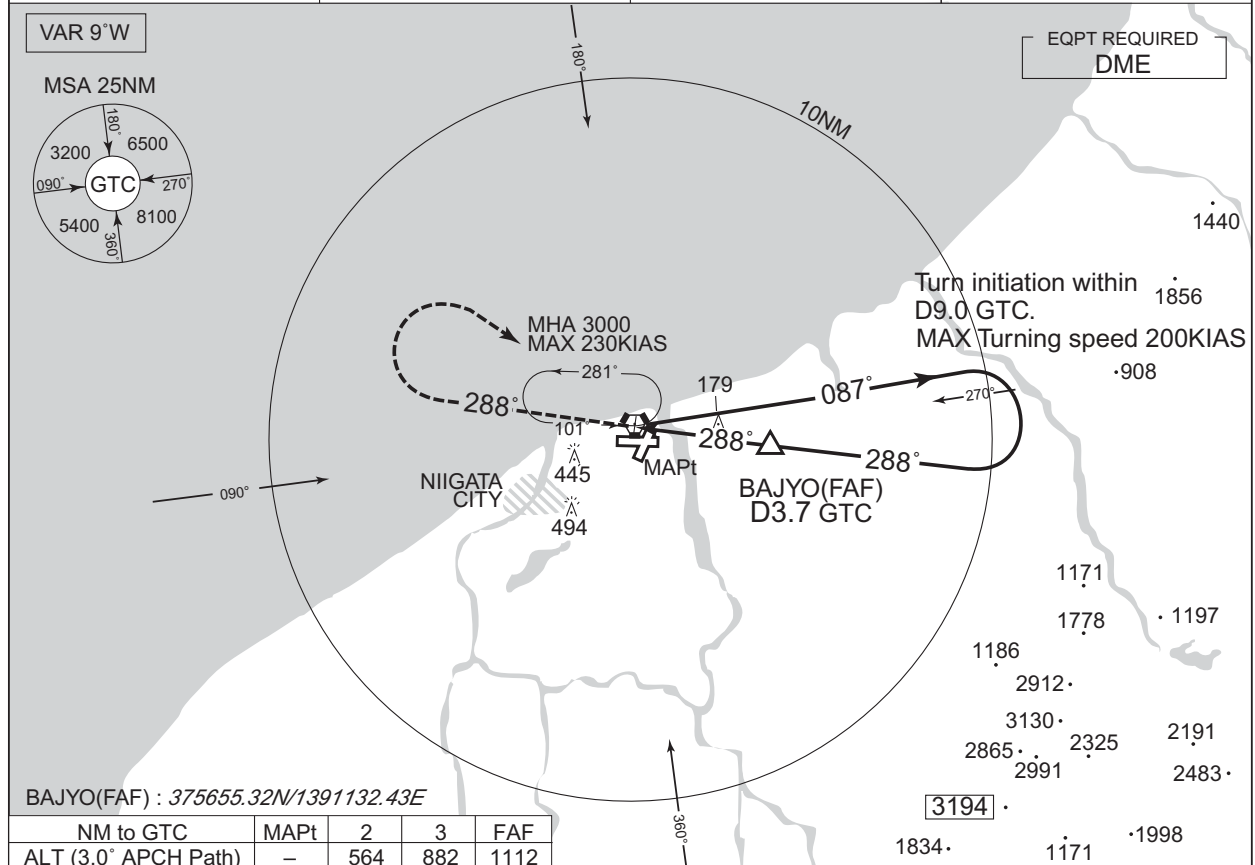 VAR 9°W
EQPT REQUIRED
DME
MSA 25NM
180°
3200
6500
090°
GTC
270°
5400
8100
360°
180°
10NM
1440
Turn initiation within
D9.0 GTC.
MAX Turning speed 200KIAS
1856
908
MHA 3000
MAX 230KIAS
281°
179
087°
270°
288°
101°
288°
288°
MAPt
445
NIIGATA
CITY
494
BAJYO(FAF)
D3.7 GTC
090°
1171
1778
1197
1186
2912
3130
2865
2325
2191
2991
2483
3194
1834
1171
1998
360°
BAJYO(FAF) : 375655.32N/1391132.43E
NM to GTC MAPt 2 3 FAF
ALT (3.0° APCH Path) – 564 882 1112